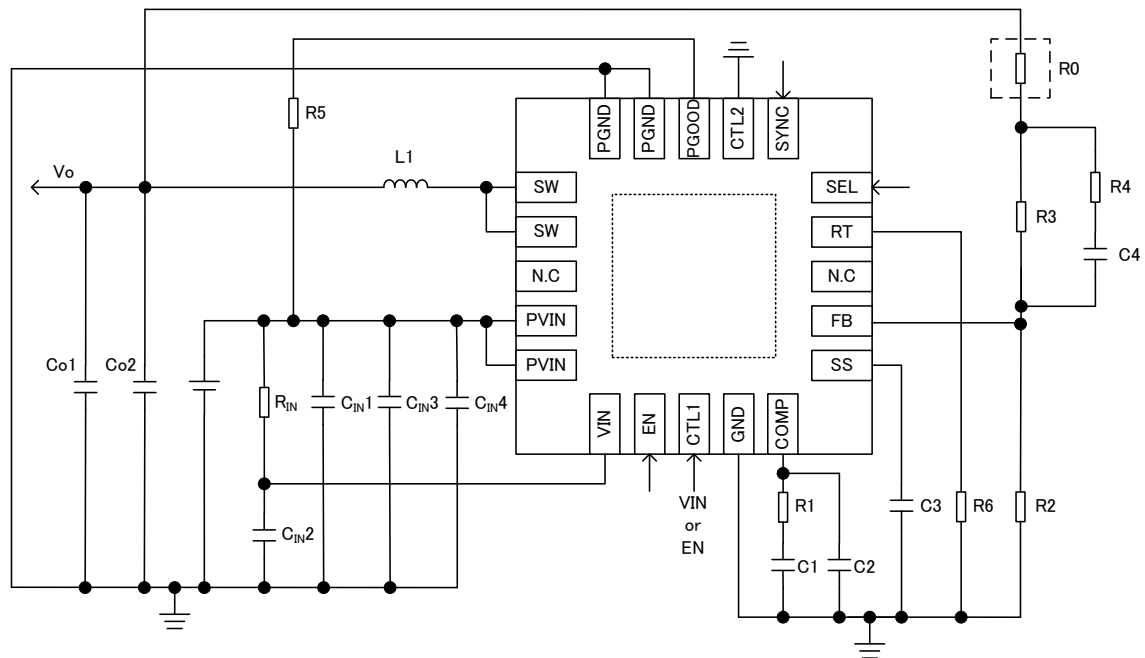 R0
R5
PGND
PGND
PGOOD
CTL2
SYNC
L1
Vo
SW
SEL
R4
SW
RT
R3
N.C
N.C
C4
PVIN
FB
Co1
Co2
PVIN
SS
RIN
CIN1
CIN3
CIN4
VIN
EN
CTL1
GND
COMP
VIN
or
EN
R1
C3
R6
R2
CIN2
C1
C2